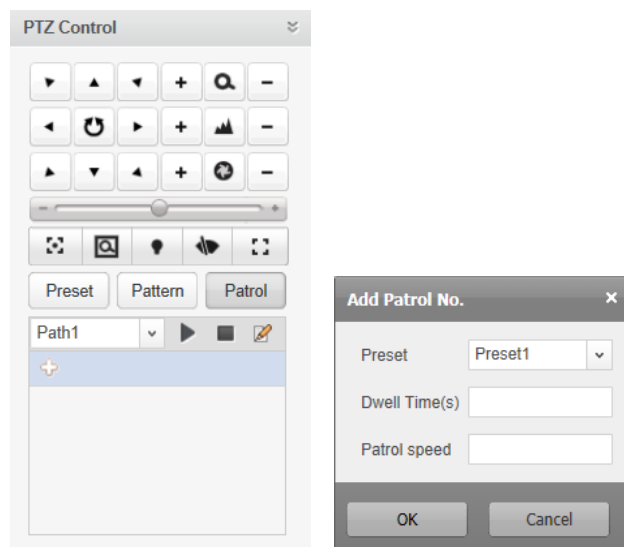 PTZ Control
Preset Pattern Patrol
Path1
Add Patrol No.
Preset Preset1
Dwell Time(s)
Patrol speed
OK Cancel